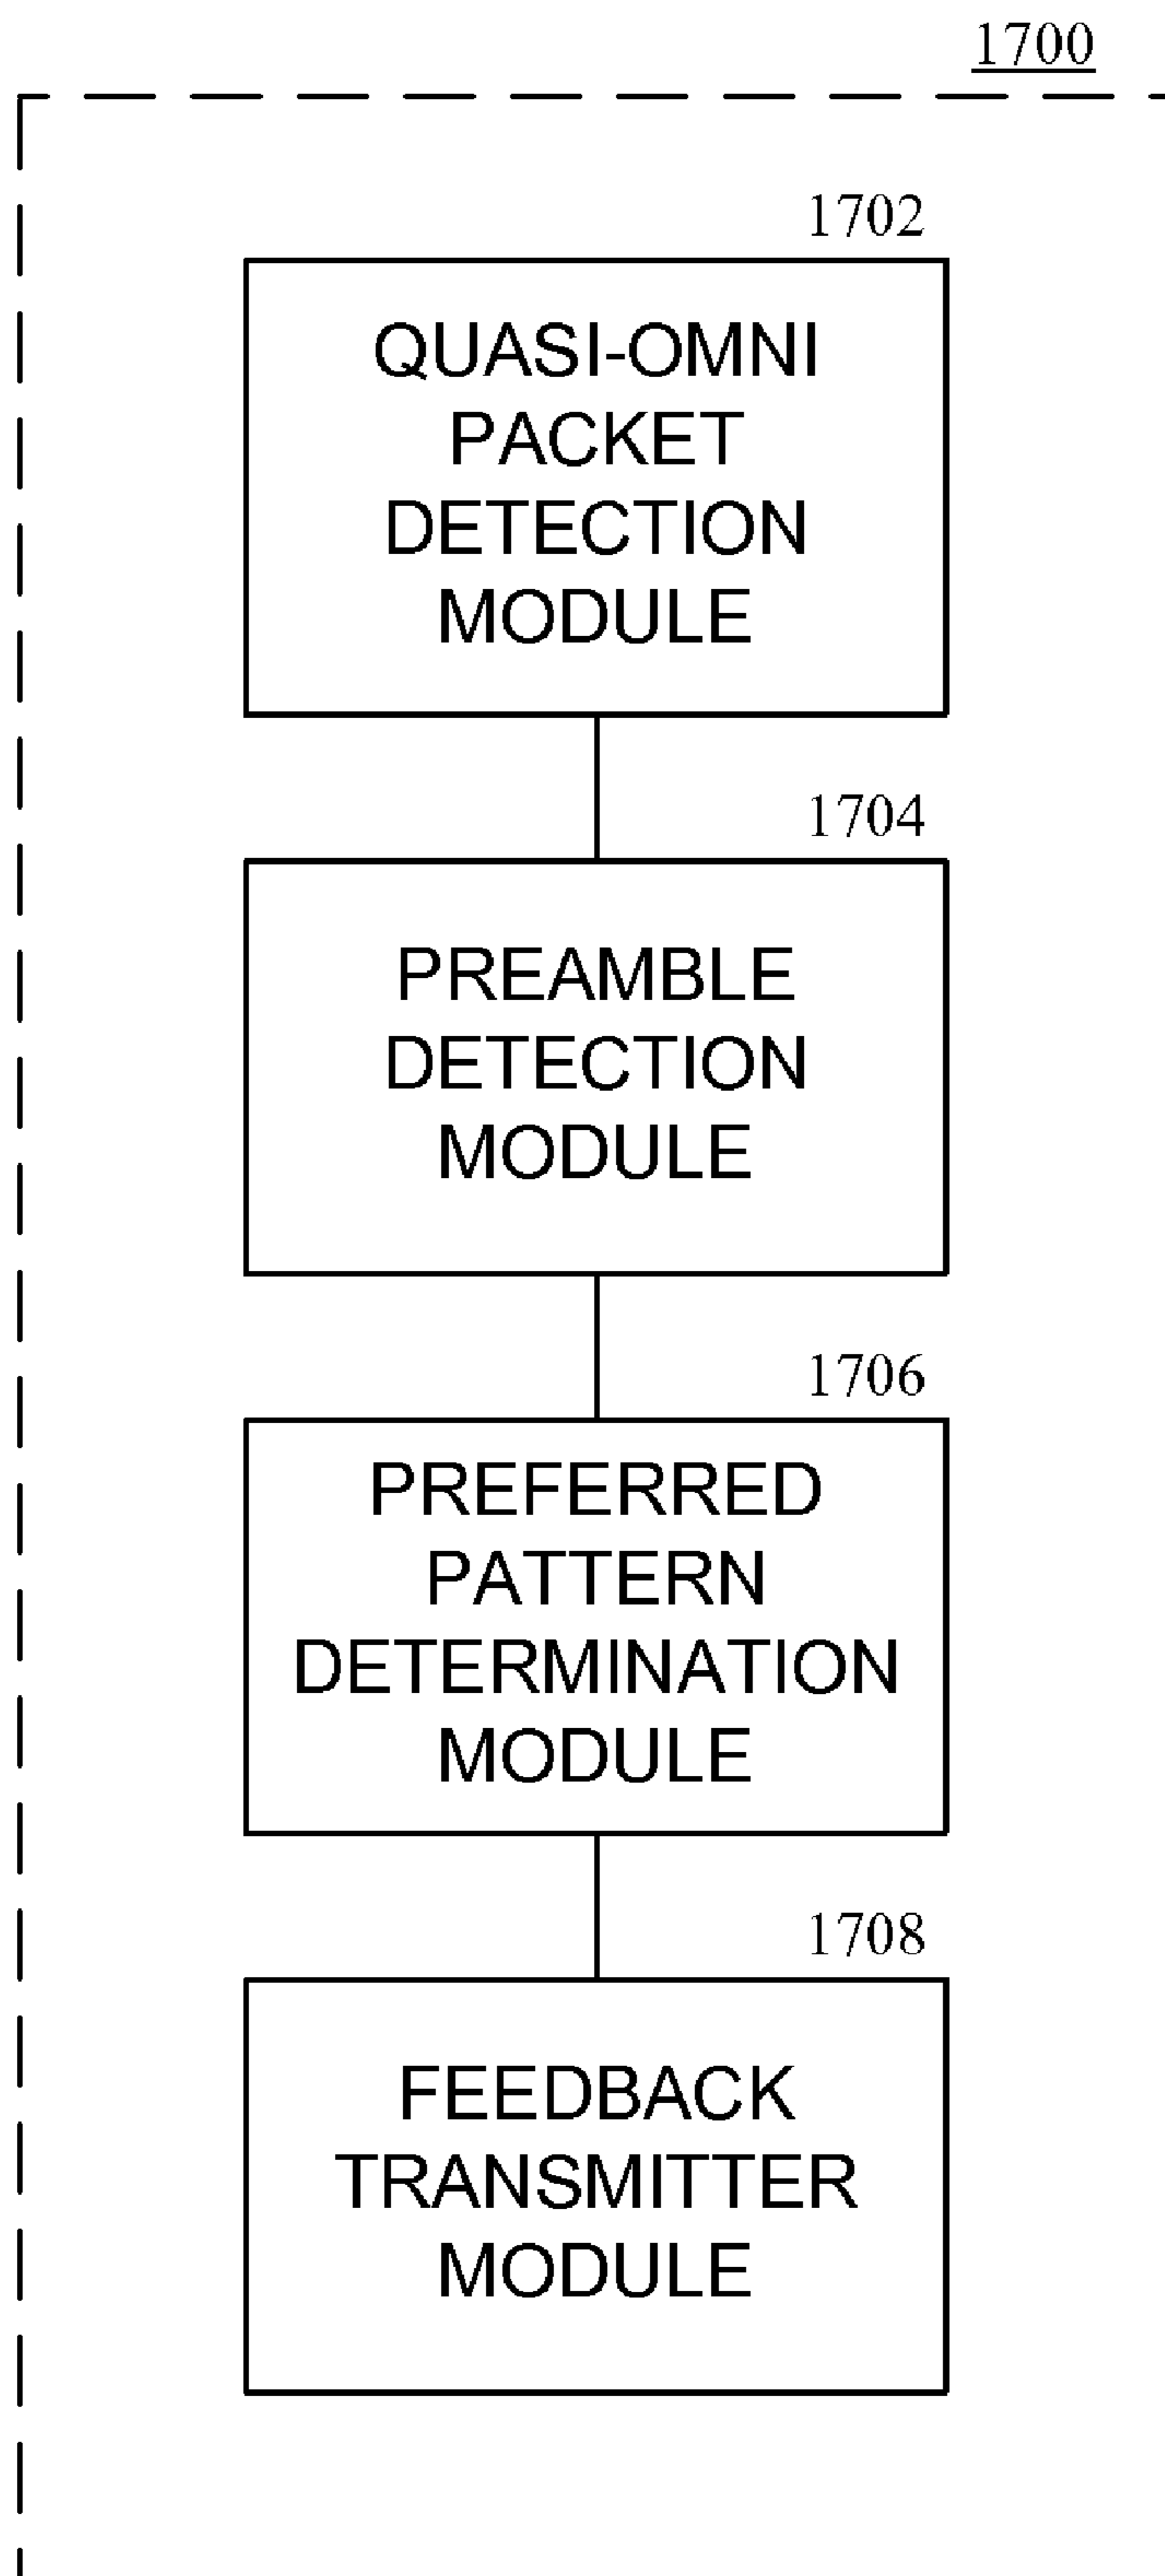 1700
1702
QUASI-OMNI
PACKET
DETECTION
MODULE
1704
PREAMBLE
DETECTION
MODULE
1706
PREFERRED
PATTERN
DETERMINATION
MODULE
1708
FEEDBACK
TRANSMITTER
MODULE